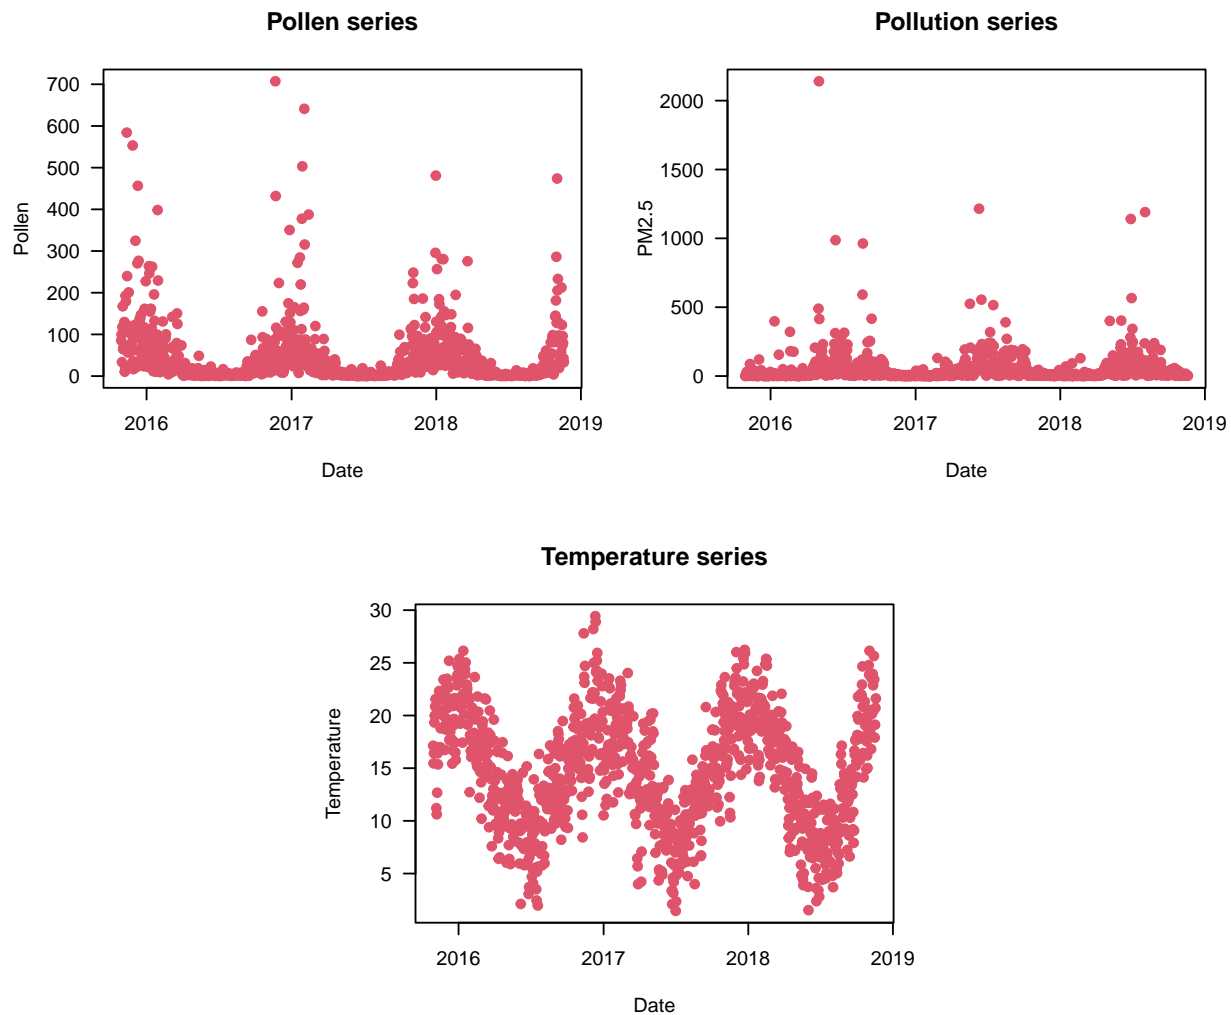 Pollen series
700
600
500
400
300
200
100
0
Pollen
2016 2017 2018 2019
Date
Pollution series
2000
1500
1000
500
0
PM2.5
2016 2017 2018 2019
Date
Temperature series
30
25
20
15
10
5
Temperature
2016 2017 2018 2019
Date